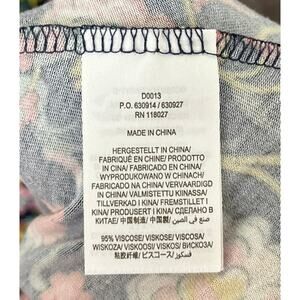 D0013
P.O. 630914 / 630927
RN 118027
MADE IN CHINA
HERGESTELLT IN CHINA/
FABRIQUÉ EN CHINE/ PRODOTTO
IN CINA/ FABRICADO EN CHINA/
WYPRODUKOWANO W CHINACH/
FABRICADO NA CHINA/ VERVAARDIGD
IN CHINA/ VALMISTETTU KIINASSA/
TILLVERKAD I KINA/ FREMSTILLET I
KINA/ PRODUSERT I KINA/ СДЕЛАНО В
КИТАЕ/ 中国制造/ 中国製/ صنع في الصين
95% VISCOSE/ VISKOSE/ VISCOSA/
WISKOZA/ VISKOOSI/ VISKOS/ ВИСКОЗА/
粘胶纤维/ ビスコース/ فسكوز/